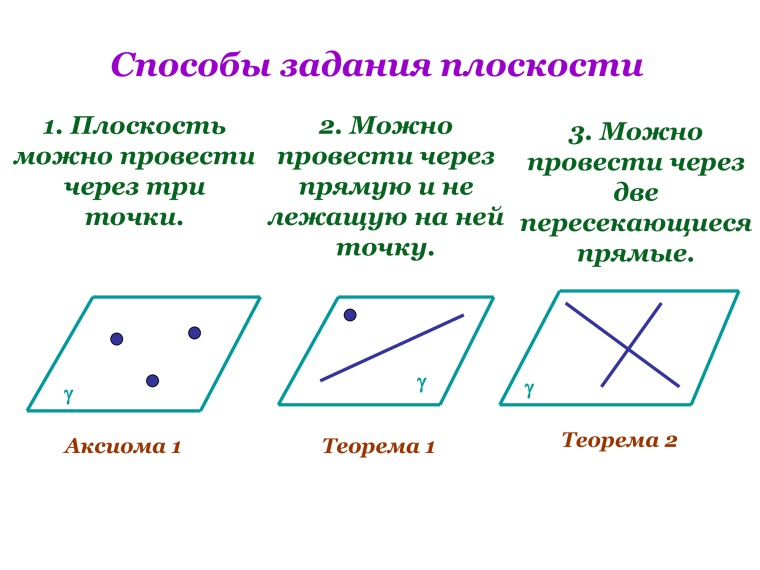 Способы задания плоскости
1. Плоскость
можно провести
через три
точки.
2. Можно
провести через
прямую и не
лежащую на ней
точку.
3. Можно
провести через
две
пересекающиеся
прямые.
γ
γ
γ
Аксиома 1
Теорема 1
Теорема 2